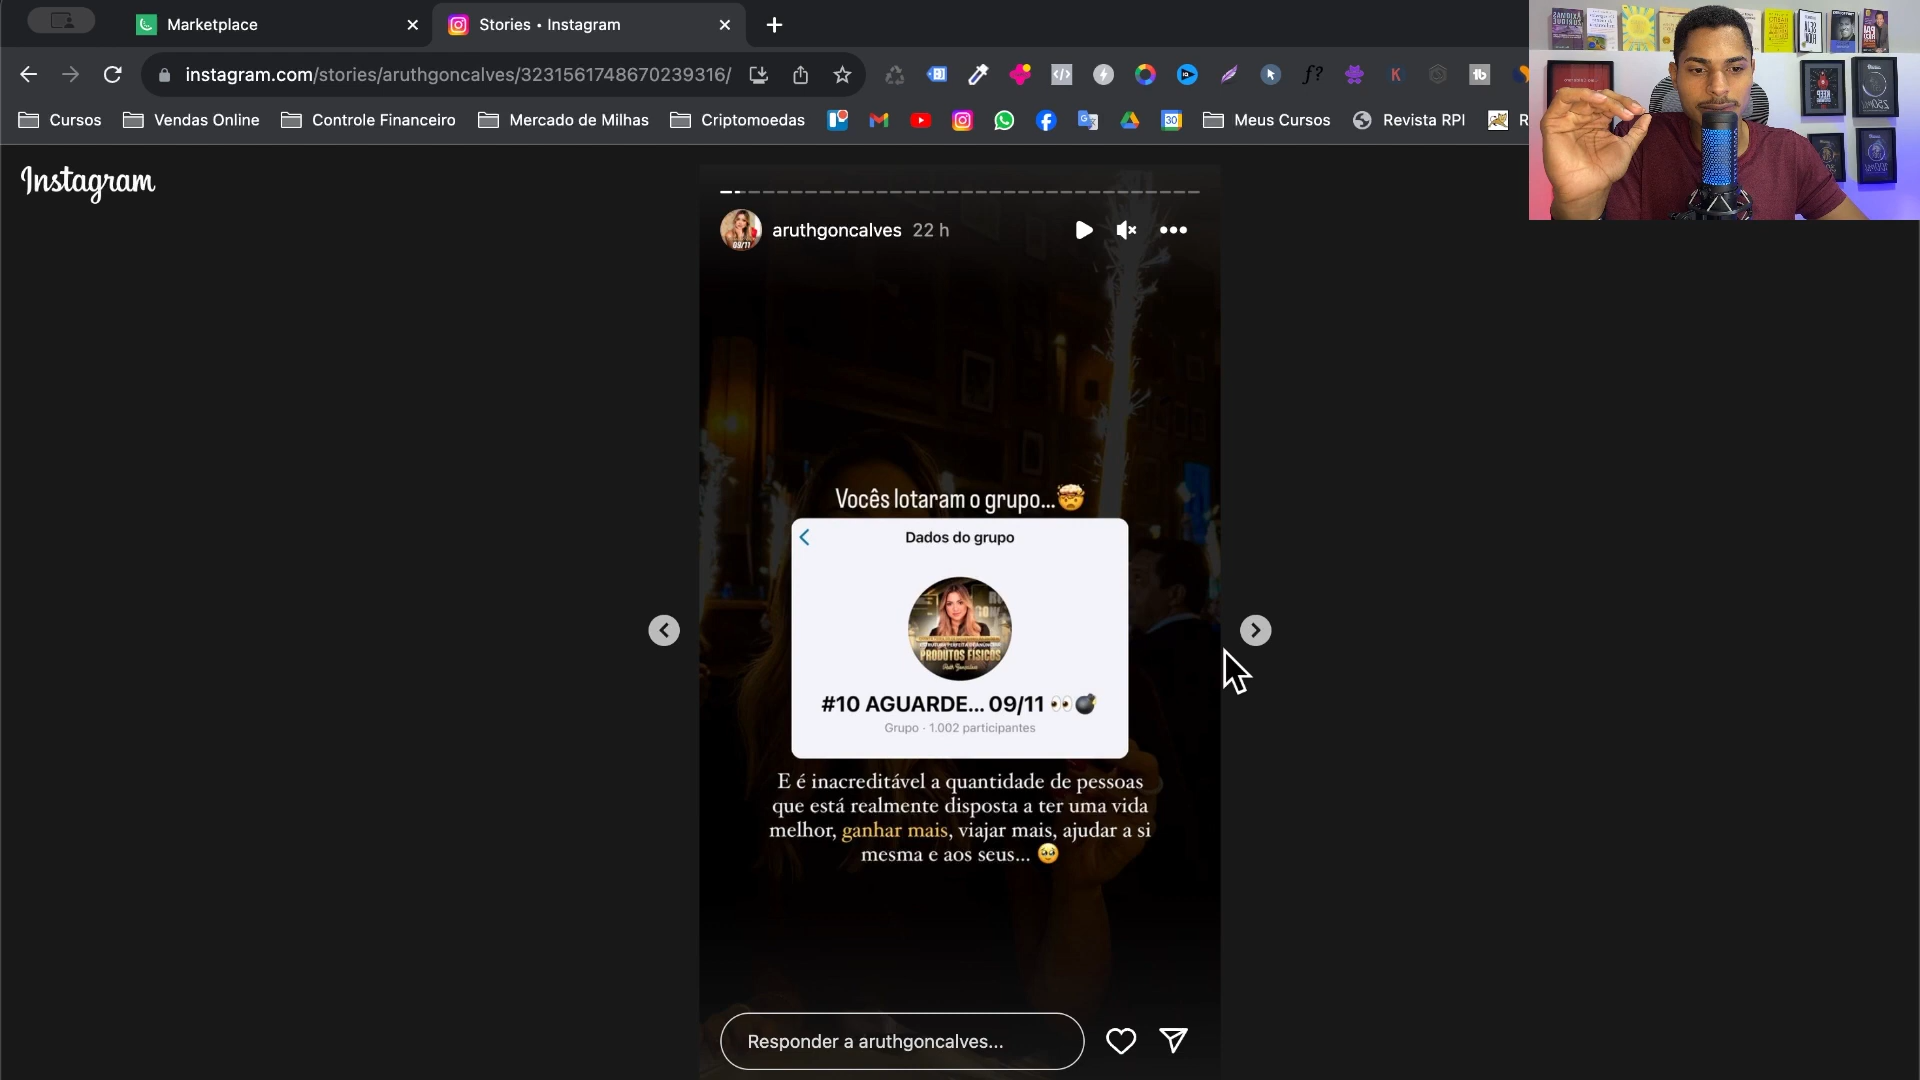 Marketplace
Stories • Instagram
instagram.com/stories/aruthgoncalves/3231561748670239316/
Cursos
Vendas Online
Controle Financeiro
Mercado de Milhas
Criptomoedas
Meus Cursos
Revista RPI
R
Instagram
aruthgoncalves 22 h
Vocês lotaram o grupo...🤯
Dados do grupo
PRODUTOS FÍSICOS
Ruth Gonçalves
#10 AGUARDE... 09/11 👀💣
Grupo · 1.002 participantes
E é inacreditável a quantidade de pessoas
que está realmente disposta a ter uma vida
melhor, ganhar mais, viajar mais, ajudar a si
mesma e aos seus... 🥹
Responder a aruthgoncalves...